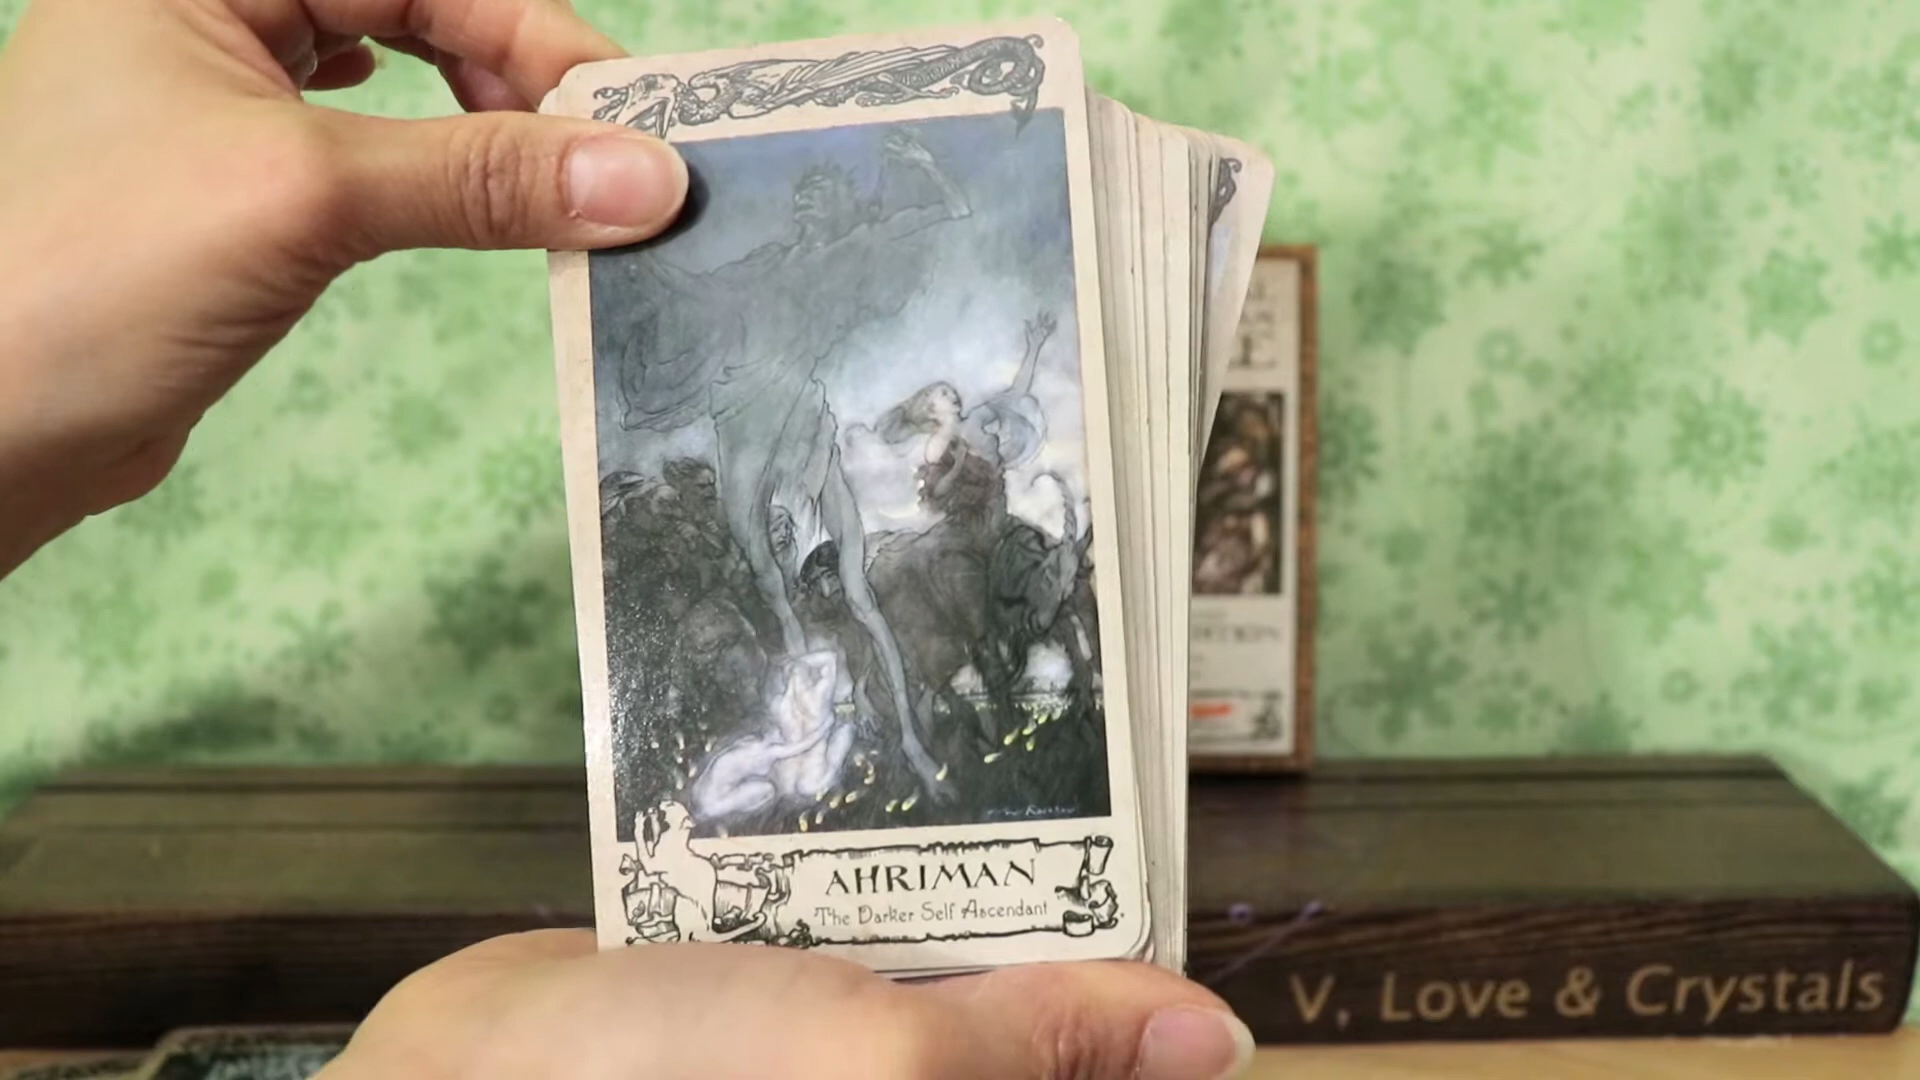 AHRIMAN
The Darker Self Ascendant
V, Love & Crystals